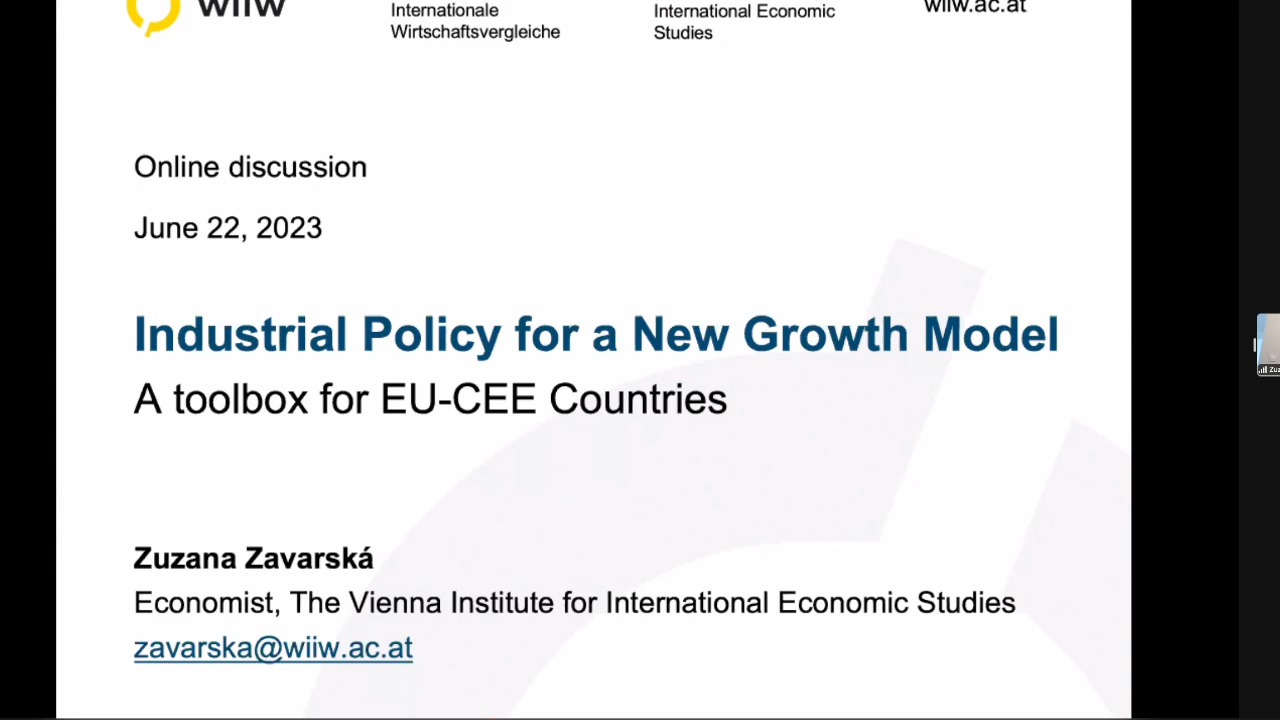 wiiw
Internationale
Wirtschaftsvergleiche
International Economic
Studies
wiiw.ac.at
Online discussion
June 22, 2023
Industrial Policy for a New Growth Model
A toolbox for EU-CEE Countries
Zuzana Zavarská
Economist, The Vienna Institute for International Economic Studies
zavarska@wiiw.ac.at